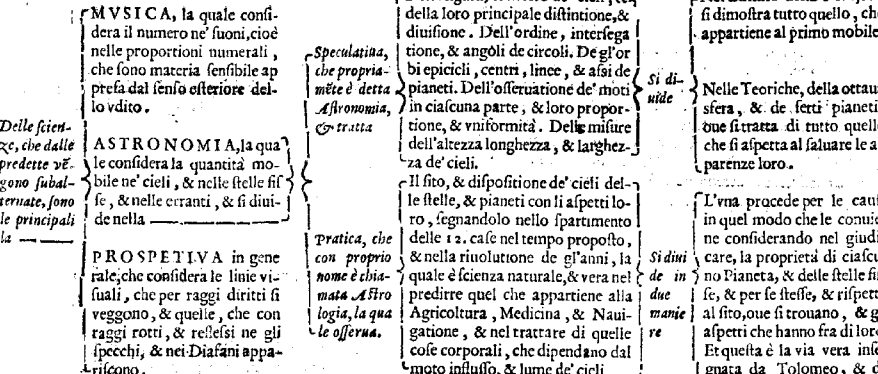 Delle scien-
ze, che dalle
predette vẽ-
gono subal-
ternate, sono
le principali
la
MVSICA, la quale consi-
dera il numero ne' suoni, cioè
nelle proportioni numerali,
che sono materia sensibile ap
presa dal senso esteriore del-
lo vdito.
ASTRONOMIA, la qua
le considera la quantità mo-
bile ne' cieli, & nelle stelle fis
se, & nelle erranti, & si diui-
de nella
PROSPETIVA in gene
rale, che considera le linie vi-
suali, che per raggi diritti si
veggono, & quelle, che con
raggi rotti, & reflessi ne gli
specchi, & nei Diafani appa-
riscono.
Speculatiua,
che propria-
mẽte è detta
Astronomia,
& tratta
Pratica, che
con proprio
nome è chia-
mata Astro
logia, la qua
le osserua.
della loro principale distintione, &
diuisione. Dell'ordine, intersega
tione, & angoli de circoli. De gl'or
bi epicicli, centri, linee, & assi de
pianeti. Dell'osseruatione de' moti
in ciascuna parte, & loro propor-
tione, & vniformità. Delle misure
dell'altezza longhezza, & larghez-
za de' cieli.
Il sito, & dispositione de' cieli del-
le stelle, & pianeti con li aspetti lo-
ro, segnandolo nello spartimento
delle 12. case nel tempo proposto,
& nella riuolutione de gl'anni, la
quale è scienza naturale, & vera nel
predirre quel che appartiene alla
Agricoltura, Medicina, & Naui-
gatione, & nel trattare di quelle
cose corporali, che dipendano dal
moto influsso, & lume de' cieli
Si di-
uide
Si diui
de in
due
manie
re
si dimostra tutto quello, ch
appartiene al primo mobile
Nelle Teoriche, della ottau
sfera, & de setti pianeti
oue si tratta di tutto quell
che si aspetta al saluare le a
parenze loro.
L'vna procede per le cau
in quel modo che le conuie
ne considerando nel giudi
care, la proprietà di ciascu
no Pianeta, & delle stelle fi
se, & per se stesse, & rispett
al sito, oue si trouano, & g
aspetti che hanno fra di lor
Et questa è la via vera inse
gnata da Tolomeo, & d